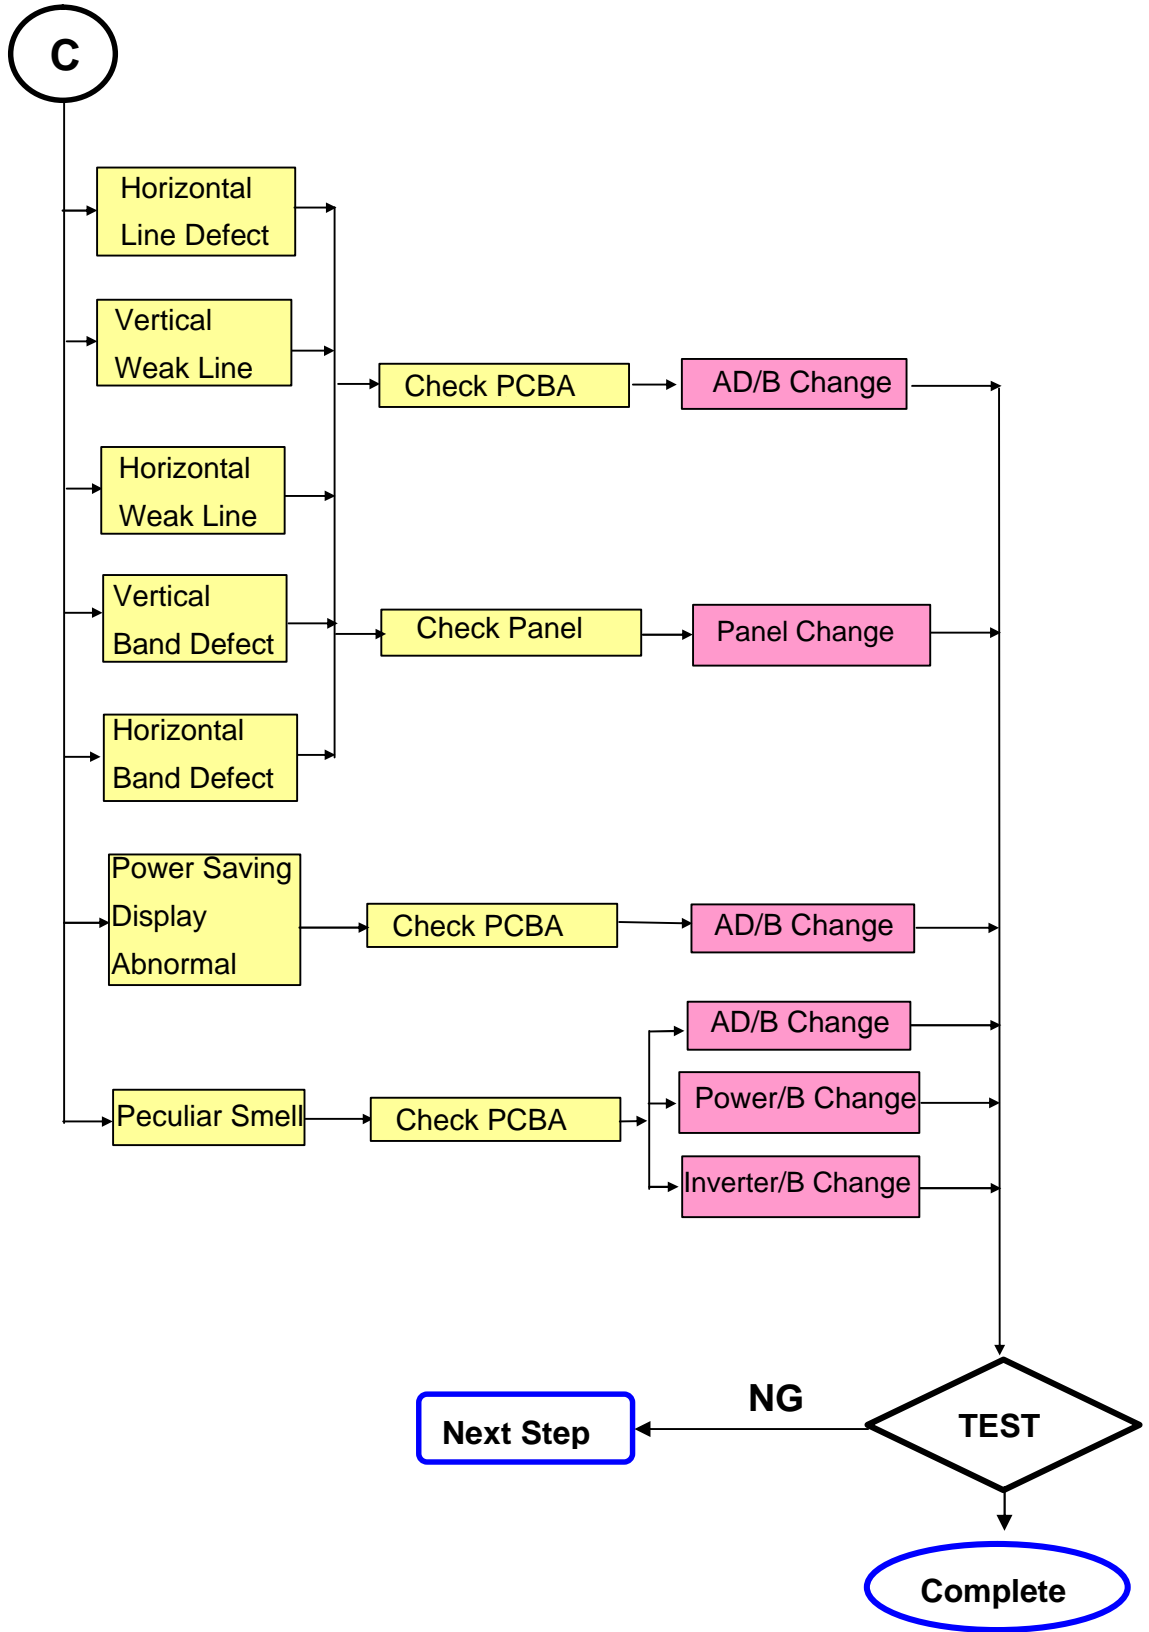 C
Horizontal
Line Defect
Vertical
Weak Line
Check PCBA
AD/B Change
Horizontal
Weak Line
Vertical
Band Defect
Check Panel
Panel Change
Horizontal
Band Defect
Power Saving
Display
Abnormal
Check PCBA
AD/B Change
Peculiar Smell
Check PCBA
AD/B Change
Power/B Change
Inverter/B Change
TEST
NG
Next Step
Complete